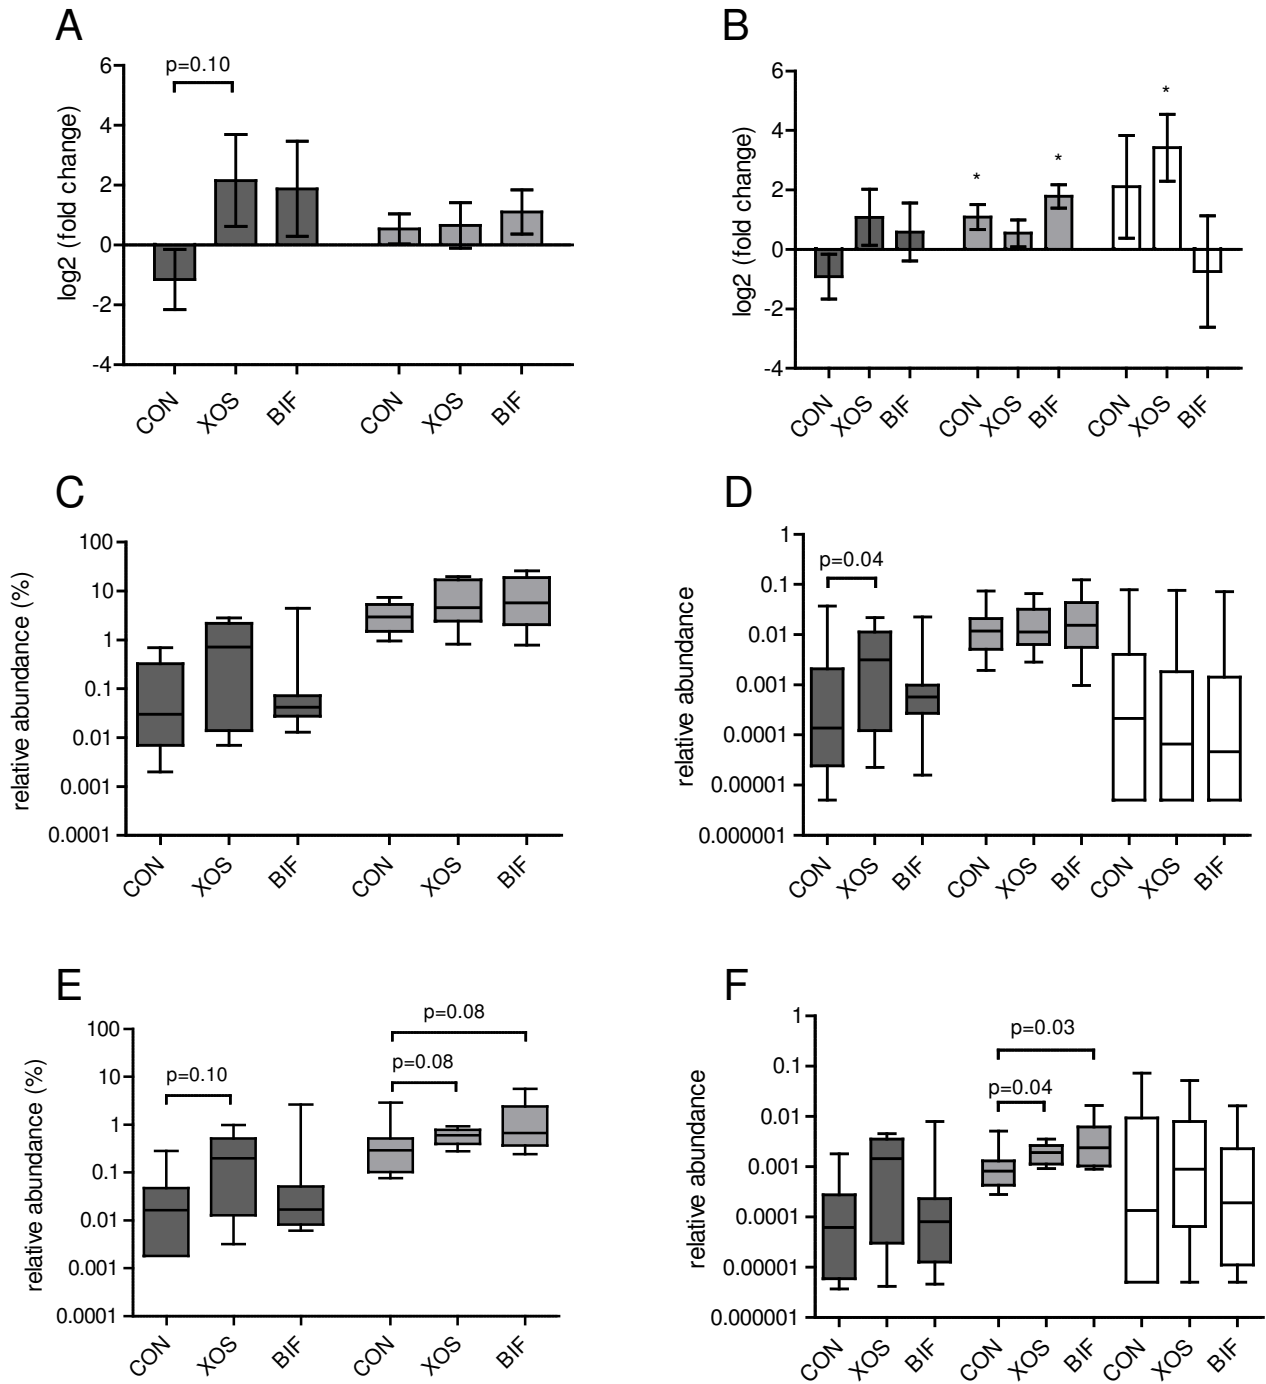 A
log2 (fold change)
6
4
2
0
-2
-4
p=0.10
CON XOS BIF CON XOS BIF
B
log2 (fold change)
6
4
2
0
-2
-4
* * *
CON XOS BIF CON XOS BIF CON XOS BIF
C
relative abundance (%)
100
10
1
0.1
0.01
0.001
0.0001
CON XOS BIF CON XOS BIF
D
relative abundance
1
0.1
0.01
0.001
0.0001
0.00001
0.000001
p=0.04
CON XOS BIF CON XOS BIF CON XOS BIF
E
relative abundance (%)
100
10
1
0.1
0.01
0.001
0.0001
p=0.10
p=0.08
p=0.08
CON XOS BIF CON XOS BIF
F
relative abundance
1
0.1
0.01
0.001
0.0001
0.00001
0.000001
p=0.03
p=0.04
CON XOS BIF CON XOS BIF CON XOS BIF